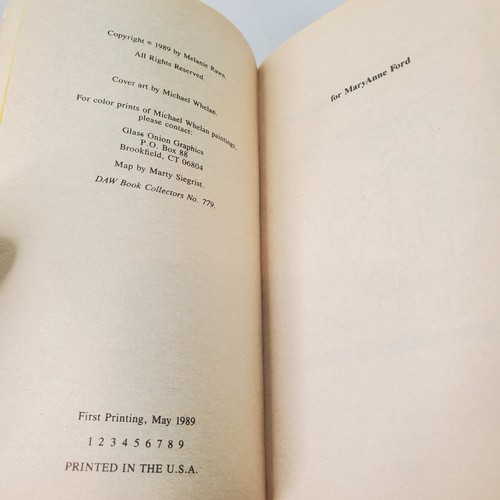 Copyright © 1989 by Melanie Rawn.
All Rights Reserved.
Cover art by Michael Whelan.
For color prints of Michael Whelan paintings,
please contact:
Glass Onion Graphics
P.O. Box 88
Brookfield, CT 06804
Map by Marty Siegrist.
DAW Book Collectors No. 779.
First Printing, May 1989
1 2 3 4 5 6 7 8 9
PRINTED IN THE U.S.A.
for MaryAnne Ford